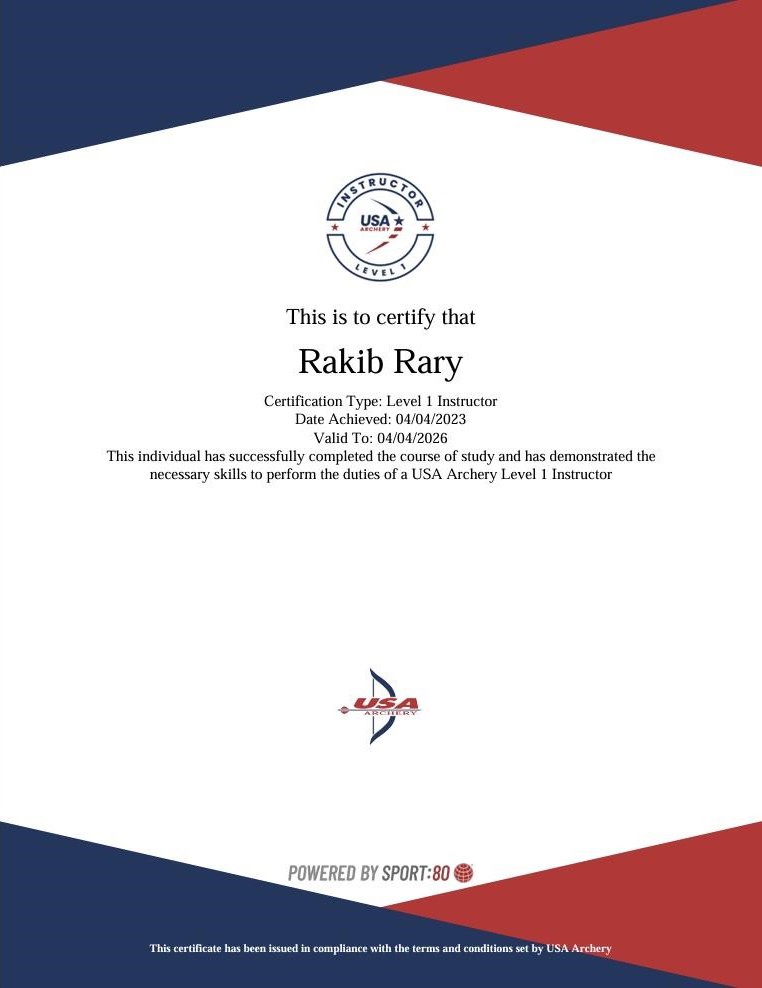 INSTRUCTOR
USA
ARCHERY
LEVEL 1
This is to certify that
Rakib Rary
Certification Type: Level 1 Instructor
Date Achieved: 04/04/2023
Valid To: 04/04/2026
This individual has successfully completed the course of study and has demonstrated the
necessary skills to perform the duties of a USA Archery Level 1 Instructor
USA
ARCHERY
POWERED BY SPORT:80
This certificate has been issued in compliance with the terms and conditions set by USA Archery